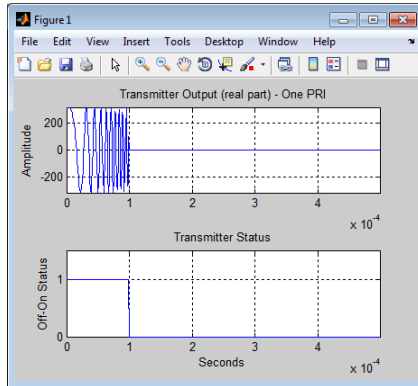 Figure 1
File Edit View Insert Tools Desktop Window Help
Transmitter Output (real part) - One PRI
Amplitude
200
0
-200
0 1 2 3 4
x 10^-4
Transmitter Status
Off-On Status
1
0
0 1 2 3 4
x 10^-4
Seconds